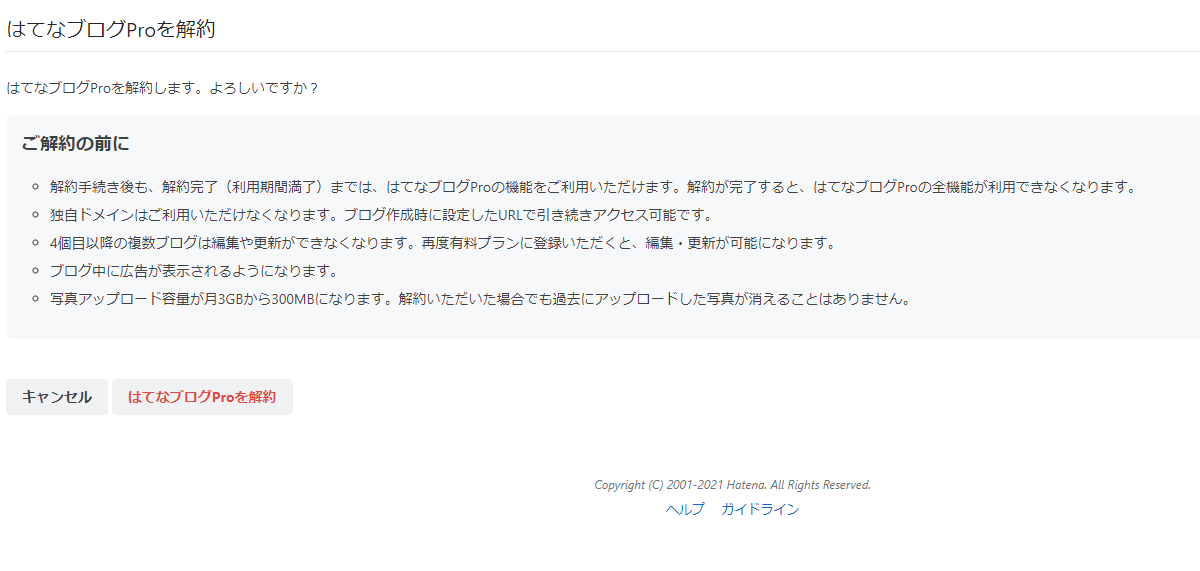 はてなブログProを解約
はてなブログProを解約します。よろしいですか？
ご解約の前に
解約手続き後も、解約完了（利用期間満了）までは、はてなブログProの機能をご利用いただけます。解約が完了すると、はてなブログProの全機能が利用できなくなります。
独自ドメインはご利用いただけなくなります。ブログ作成時に設定したURLで引き続きアクセス可能です。
4個目以降の複数ブログは編集や更新ができなくなります。再度有料プランに登録いただくと、編集・更新が可能になります。
ブログ中に広告が表示されるようになります。
写真アップロード容量が月3GBから300MBになります。解約いただいた場合でも過去にアップロードした写真が消えることはありません。
キャンセル はてなブログProを解約
Copyright (C) 2001-2021 Hatena. All Rights Reserved.
ヘルプ ガイドライン